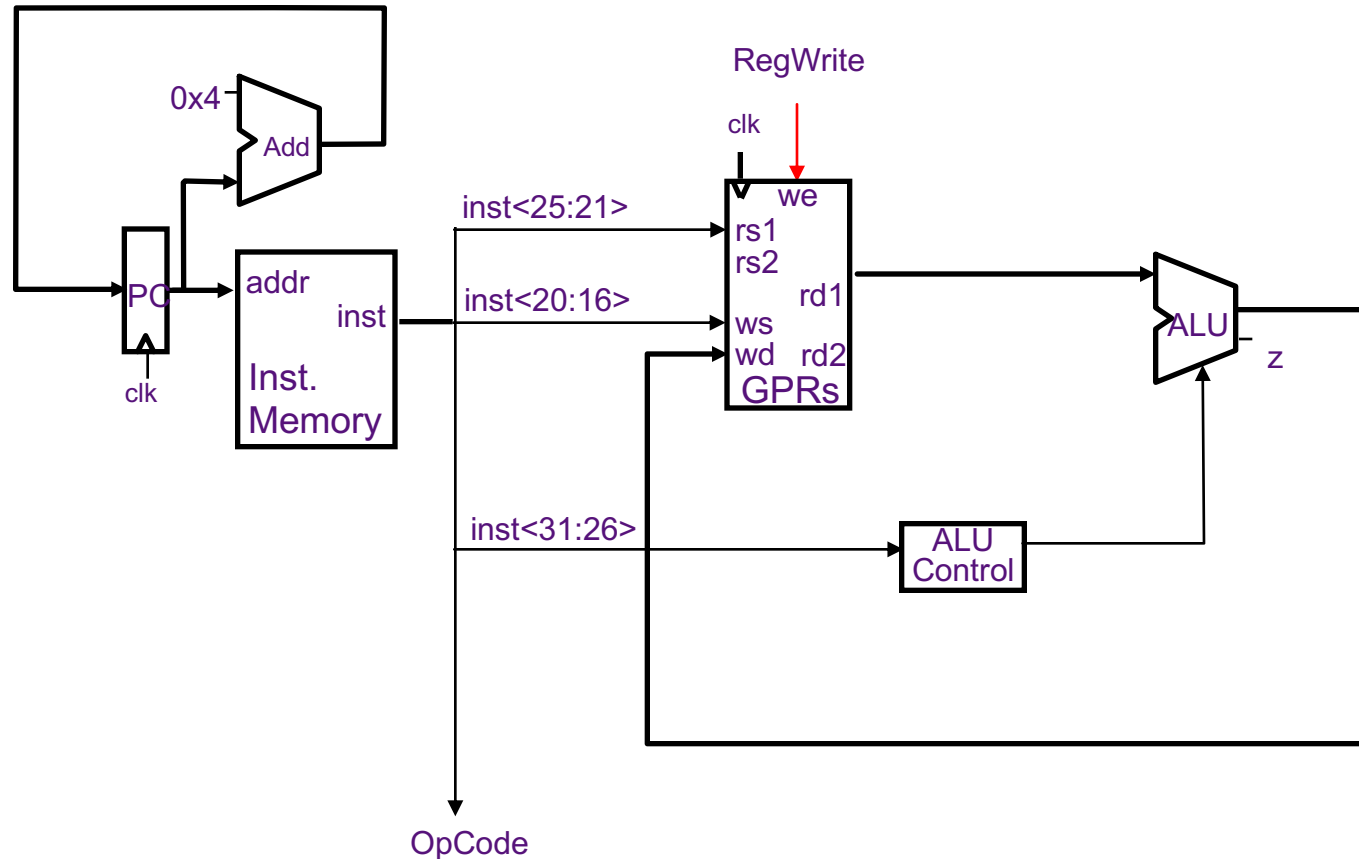 RegWrite
0x4
Add
clk
we
inst<25:21>
rs1
rs2
PC
addr
inst
inst<20:16>
rd1
ws
ALU
wd
rd2
z
clk
Inst.
Memory
GPRs
inst<31:26>
ALU
Control
OpCode